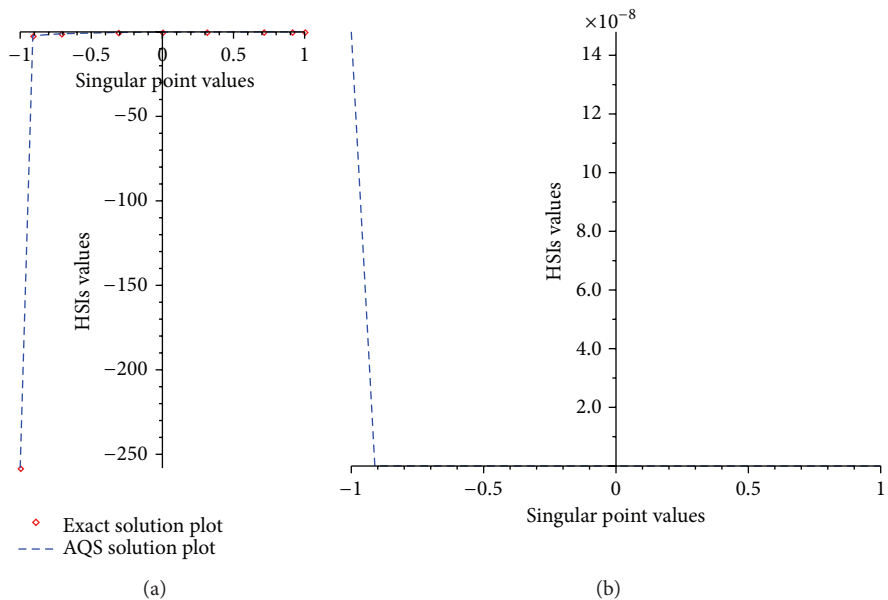 −1
−0.5
0
0.5
1
Singular point values
−50
−100
−150
−200
−250
HSIs values
Exact solution plot
AQS solution plot
(a)
×10−8
14
12
10
8.0
6.0
4.0
2.0
HSIs values
−1
−0.5
0
0.5
1
Singular point values
(b)